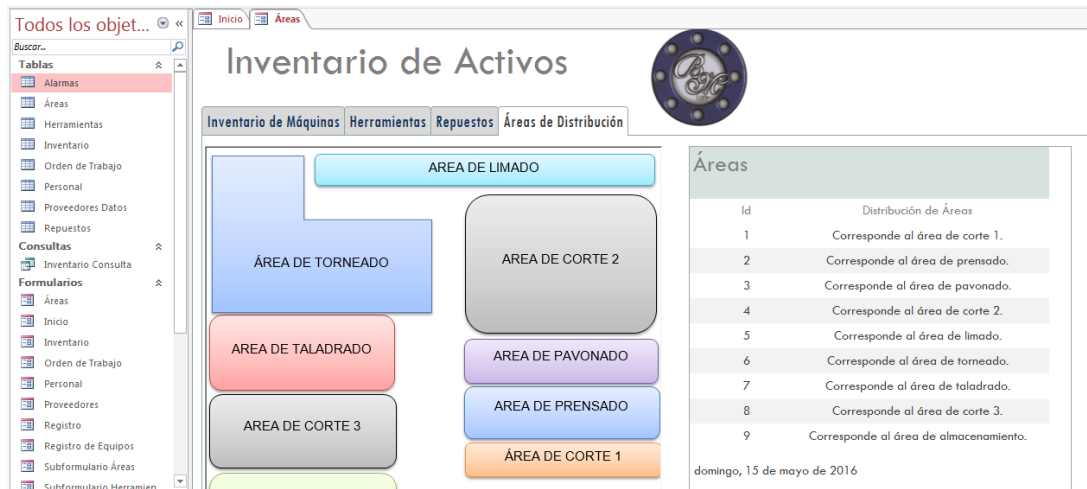 Todos los objet...
Buscar...
Tablas
Alarmas
Áreas
Herramientas
Inventario
Orden de Trabajo
Personal
Proveedores Datos
Repuestos
Consultas
Inventario Consulta
Formularios
Áreas
Inicio
Inventario
Orden de Trabajo
Personal
Proveedores
Registro
Registro de Equipos
Subformulario Áreas
Subformulario Herramien
Inicio
Áreas
Inventario de Activos
Inventario de Máquinas
Herramientas
Repuestos
Áreas de Distribución
AREA DE LIMADO
ÁREA DE TORNEADO
AREA DE CORTE 2
AREA DE TALADRADO
AREA DE PAVONADO
AREA DE PRENSADO
AREA DE CORTE 3
ÁREA DE CORTE 1
Áreas
Id Distribución de Áreas
1 Corresponde al área de corte 1.
2 Corresponde al área de prensado.
3 Corresponde al área de pavonado.
4 Corresponde al área de corte 2.
5 Corresponde al área de limado.
6 Corresponde al área de torneado.
7 Corresponde al área de taladrado.
8 Corresponde al área de corte 3.
9 Corresponde al área de almacenamiento.
domingo, 15 de mayo de 2016